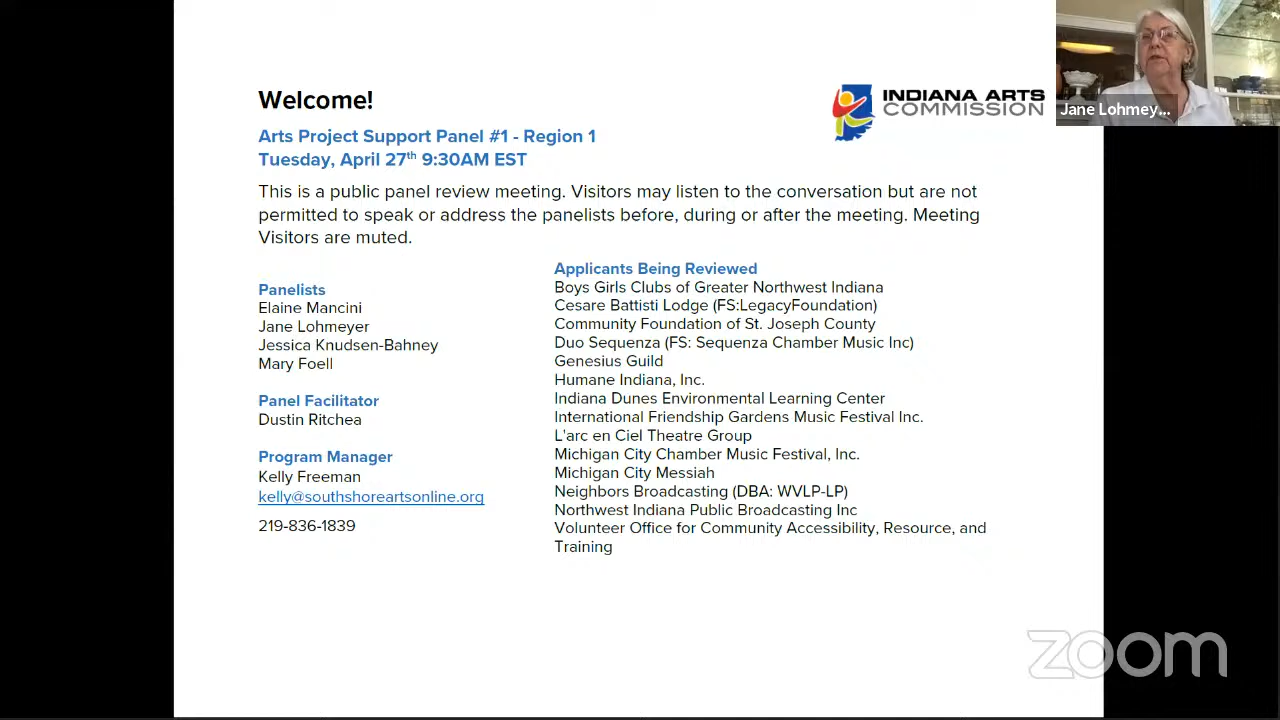 Welcome!
INDIANA ARTS
COMMISSION
Jane Lohmey...
Arts Project Support Panel #1 - Region 1
Tuesday, April 27th 9:30AM EST
This is a public panel review meeting. Visitors may listen to the conversation but are not
permitted to speak or address the panelists before, during or after the meeting. Meeting
Visitors are muted.
Panelists
Elaine Mancini
Jane Lohmeyer
Jessica Knudsen-Bahney
Mary Foell
Panel Facilitator
Dustin Ritchea
Program Manager
Kelly Freeman
kelly@southshoreartsonline.org
219-836-1839
Applicants Being Reviewed
Boys Girls Clubs of Greater Northwest Indiana
Cesare Battisti Lodge (FS:LegacyFoundation)
Community Foundation of St. Joseph County
Duo Sequenza (FS: Sequenza Chamber Music Inc)
Genesius Guild
Humane Indiana, Inc.
Indiana Dunes Environmental Learning Center
International Friendship Gardens Music Festival Inc.
L'arc en Ciel Theatre Group
Michigan City Chamber Music Festival, Inc.
Michigan City Messiah
Neighbors Broadcasting (DBA: WVLP-LP)
Northwest Indiana Public Broadcasting Inc
Volunteer Office for Community Accessibility, Resource, and
Training
zoom